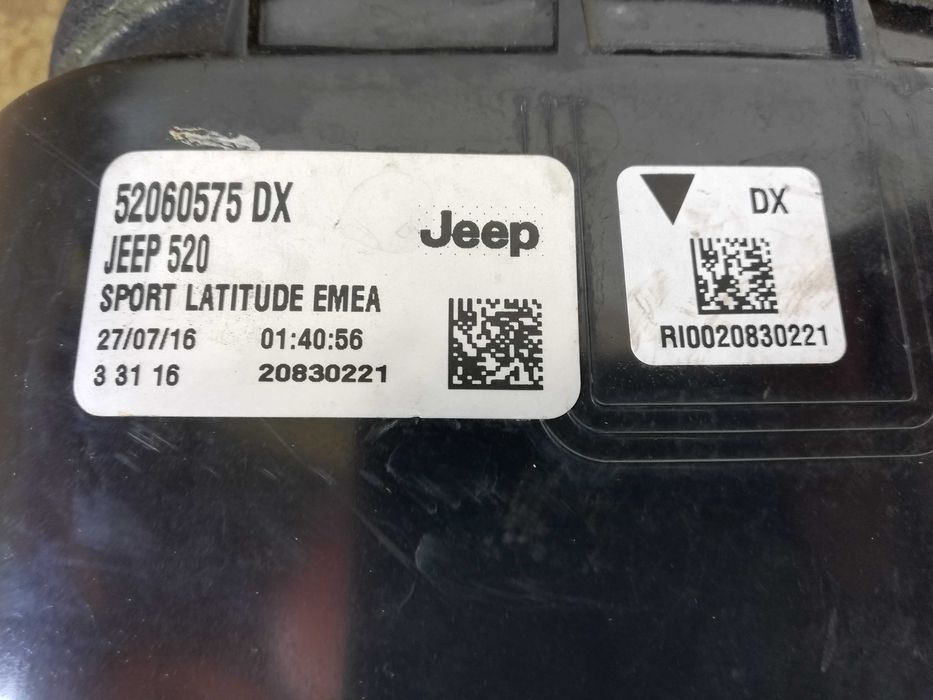 52060575 DX
JEEP 520
Jeep
SPORT LATITUDE EMEA
27/07/16 01:40:56
3 31 16 20830221
DX
RI0020830221